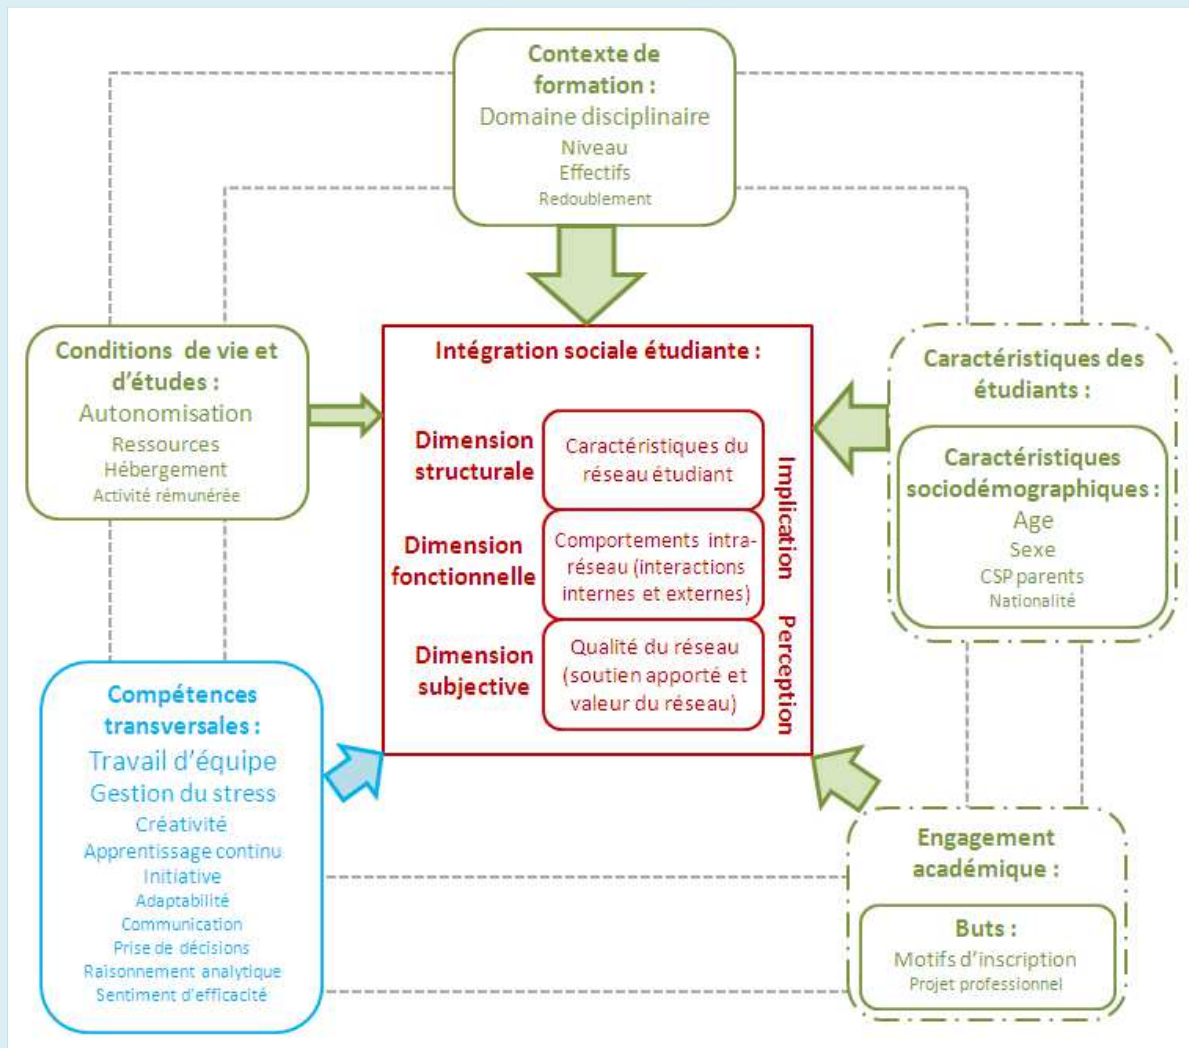 Contexte de
formation :
Domaine disciplinaire
Niveau
Effectifs
Redoublement
Conditions de vie et
d'études :
Autonomisation
Ressources
Hébergement
Activité rémunérée
Intégration sociale étudiante :
Dimension
structurale
Caractéristiques du
réseau étudiant
Dimension
fonctionnelle
Comportements intra-
réseau (interactions
internes et externes)
Dimension
subjective
Qualité du réseau
(soutien apporté et
valeur du réseau)
Implication
Perception
Caractéristiques des
étudiants :
Caractéristiques
sociodémographiques :
Age
Sexe
CSP parents
Nationalité
Compétences
transversales :
Travail d'équipe
Gestion du stress
Créativité
Apprentissage continu
Initiative
Adaptabilité
Communication
Prise de décisions
Raisonnement analytique
Sentiment d'efficacité
Engagement
académique :
Buts :
Motifs d'inscription
Projet professionnel